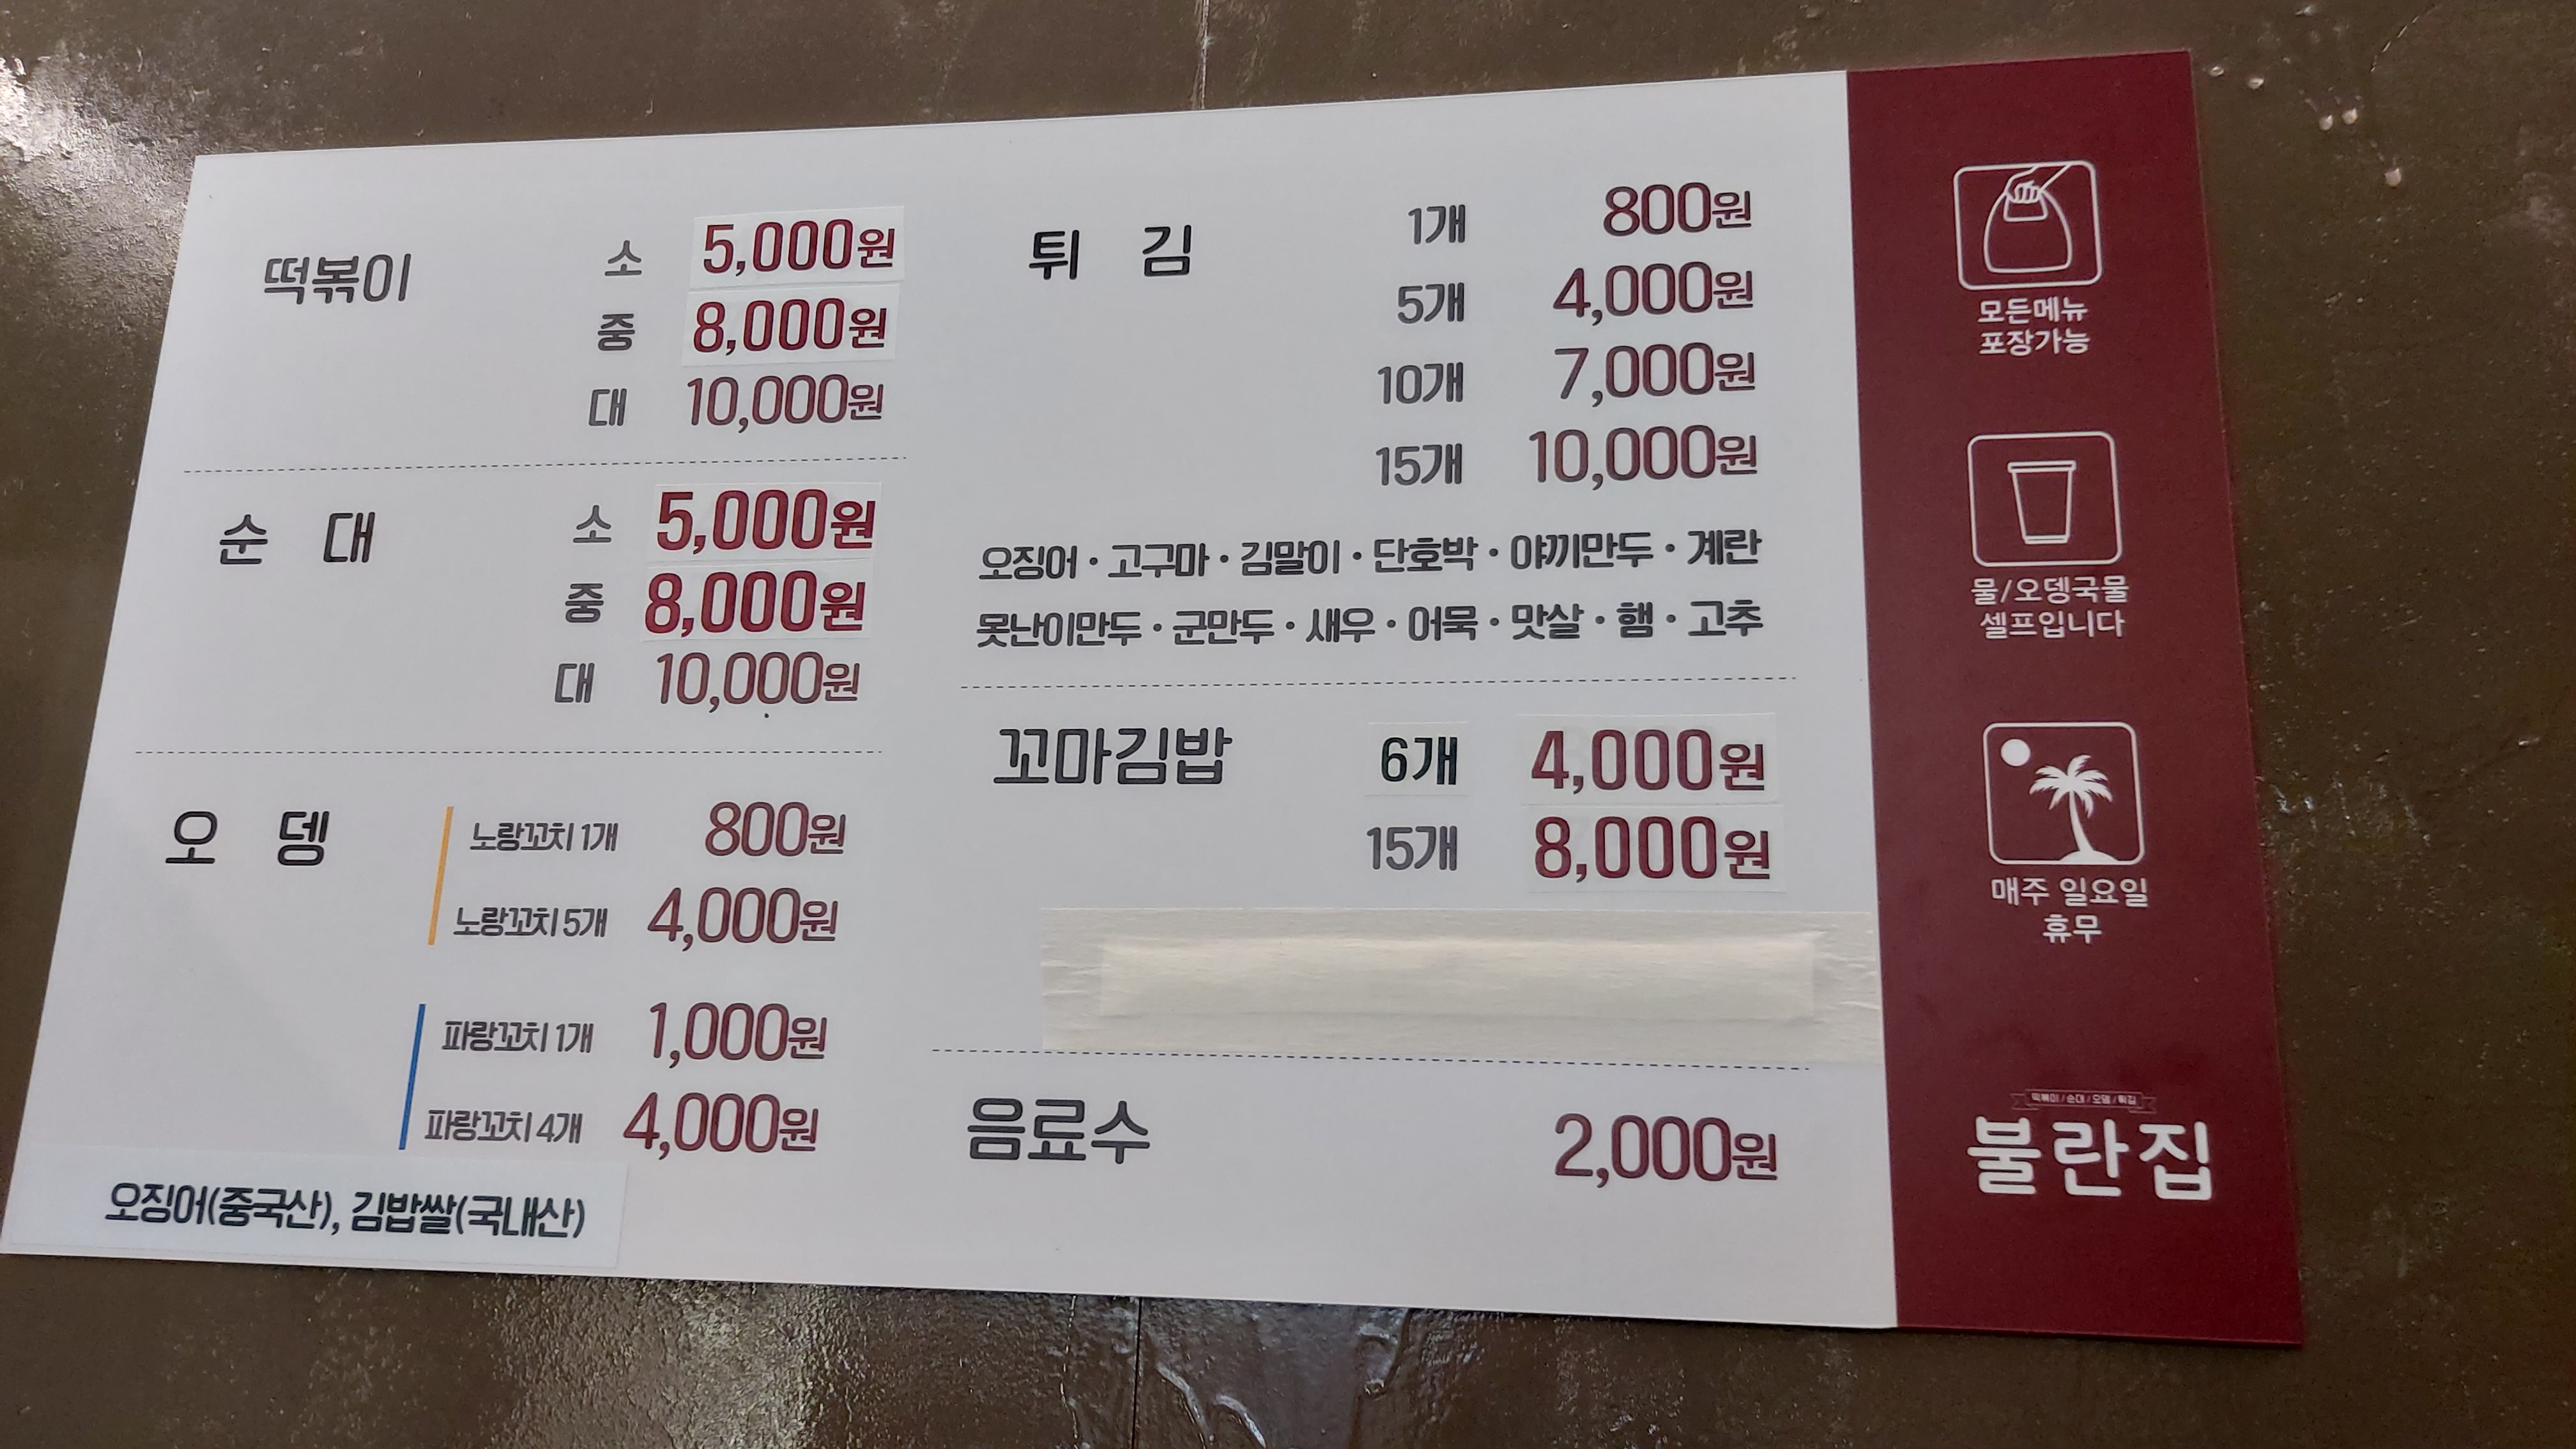 떡볶이 소 5,000원
중 8,000원
대 10,000원
순 대 소 5,000원
중 8,000원
대 10,000원
오 뎅 노랑꼬치 1개 800원
노랑꼬치 5개 4,000원
파랑꼬치 1개 1,000원
파랑꼬치 4개 4,000원
오징어(중국산), 김밥쌀(국내산)
튀 김 1개 800원
5개 4,000원
10개 7,000원
15개 10,000원
오징어 · 고구마 · 김말이 · 단호박 · 야끼만두 · 계란
못난이만두 · 군만두 · 새우 · 어묵 · 맛살 · 햄 · 고추
꼬마김밥 6개 4,000원
15개 8,000원
음료수 2,000원
모든메뉴
포장가능
물/오뎅국물
셀프입니다
매주 일요일
휴무
떡볶이 / 순대 / 오뎅 / 튀김
불란집